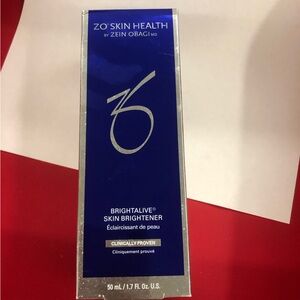 ZO® SKIN HEALTH
BY ZEIN OBAGI MD
BRIGHTALIVE®
SKIN BRIGHTENER
Éclaircissant de peau
CLINICALLY PROVEN
Cliniquement prouvé
50 mL / 1.7 Fl. Oz. U.S.